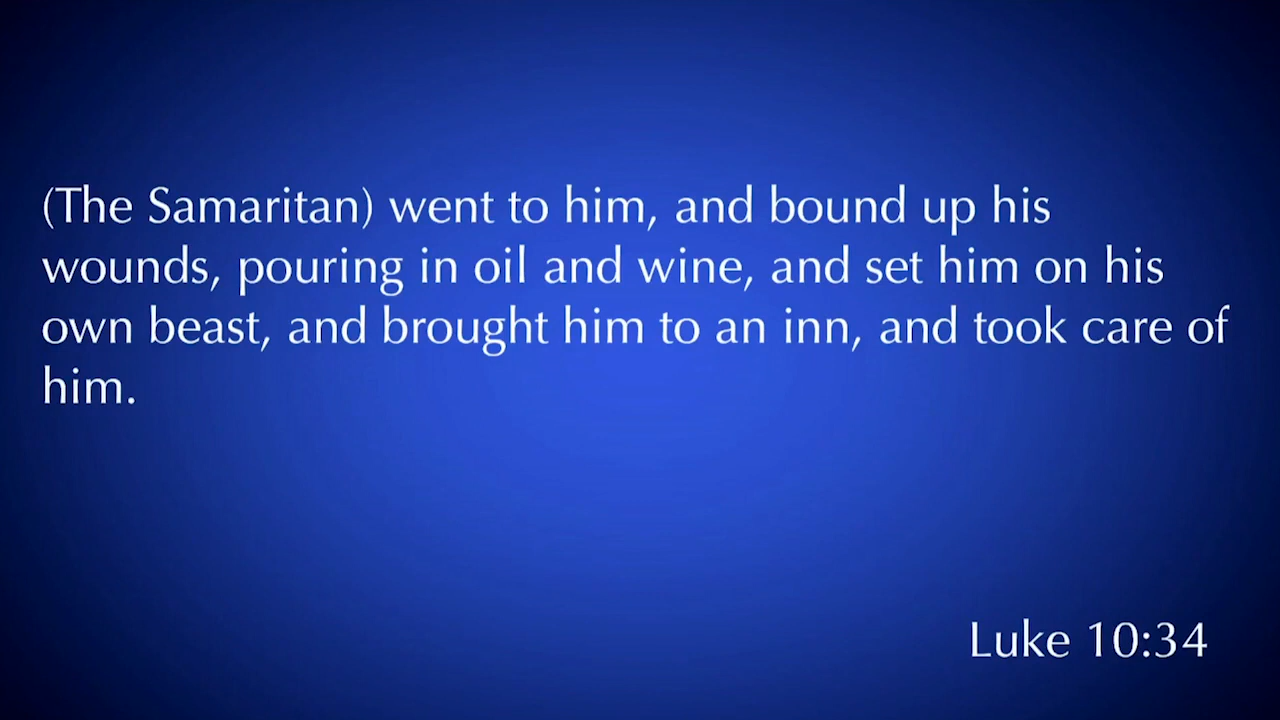 (The Samaritan) went to him, and bound up his
wounds, pouring in oil and wine, and set him on his
own beast, and brought him to an inn, and took care of
him.
Luke 10:34